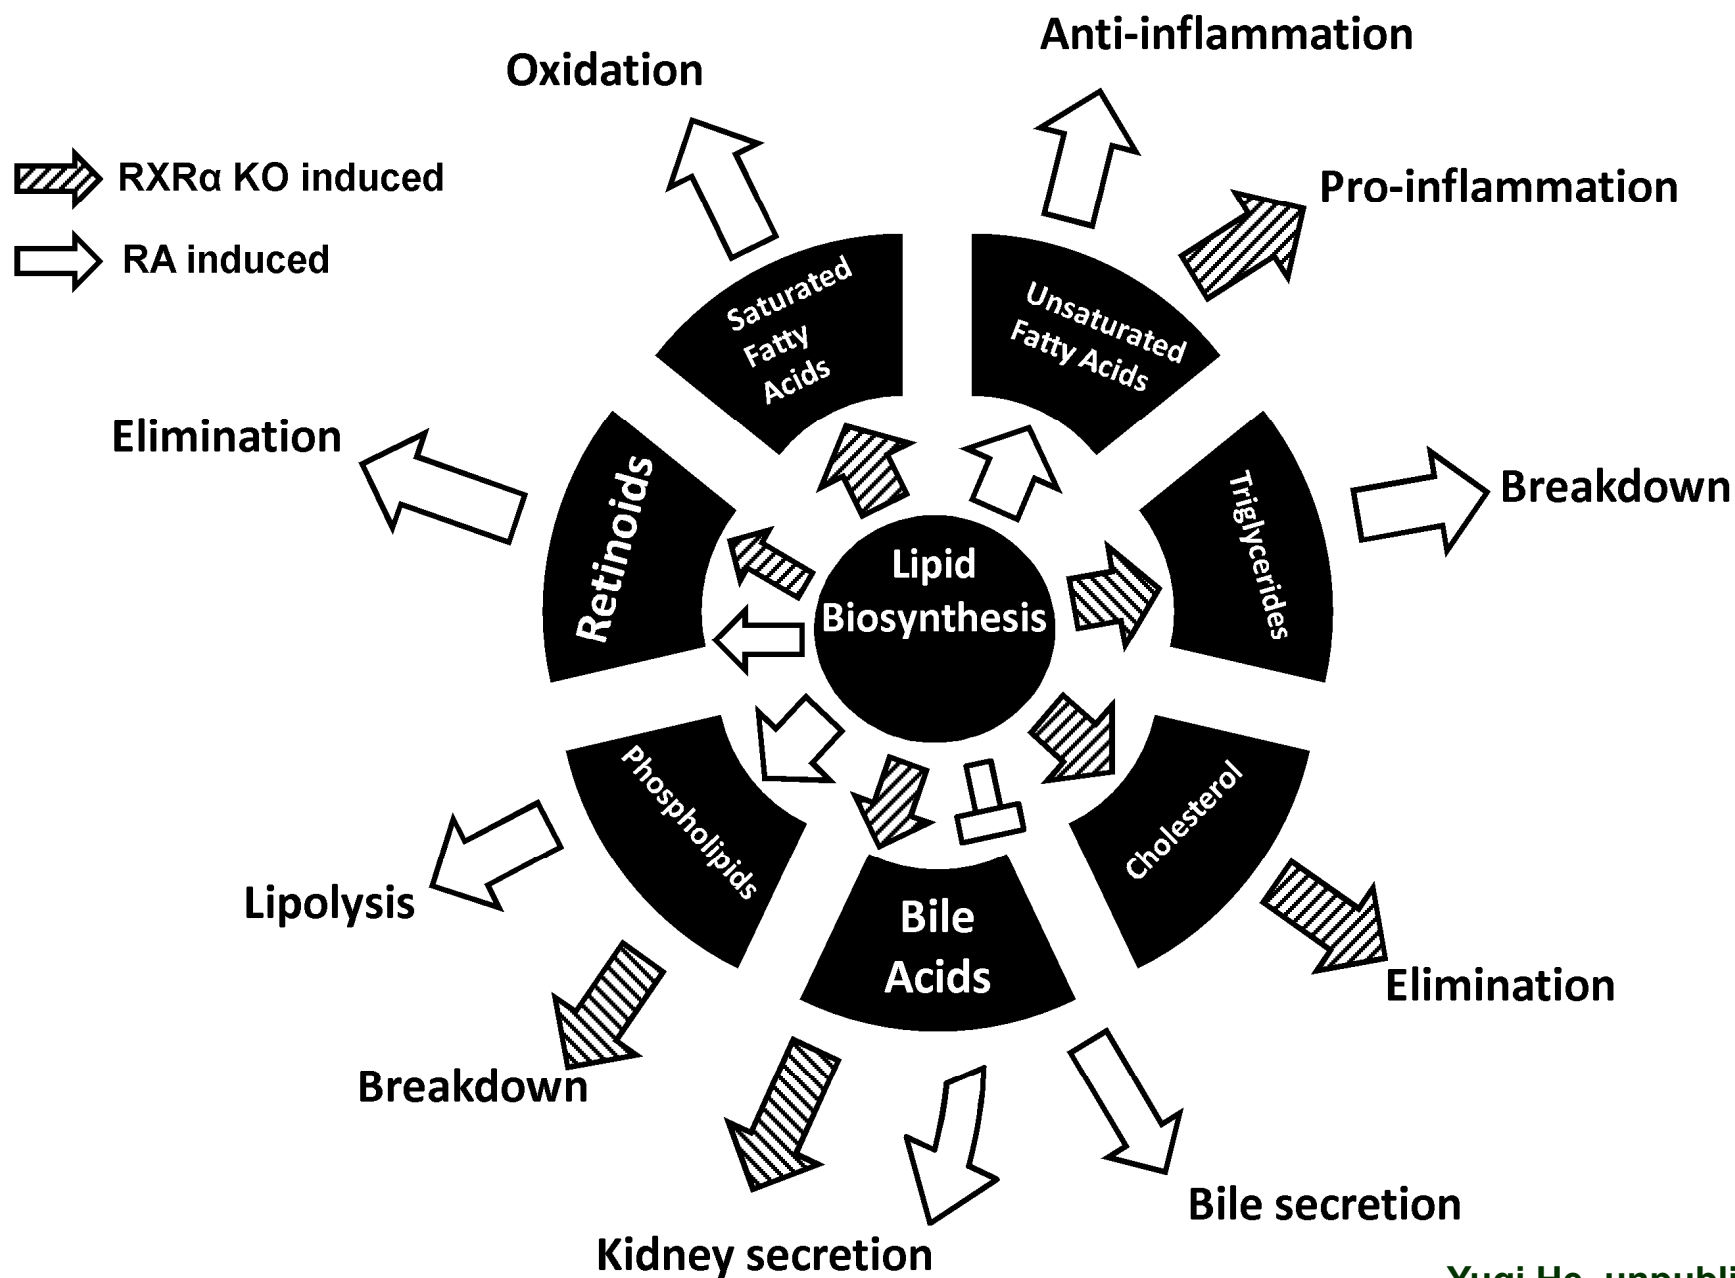 Anti-inflammation
Oxidation
RXRα KO induced
Pro-inflammation
RA induced
Saturated
Fatty
Acids
Unsaturated
Fatty Acids
Elimination
Retinoids
Triglycerides
Breakdown
Lipid
Biosynthesis
Phospholipids
Cholesterol
Lipolysis
Bile
Acids
Elimination
Breakdown
Bile secretion
Kidney secretion